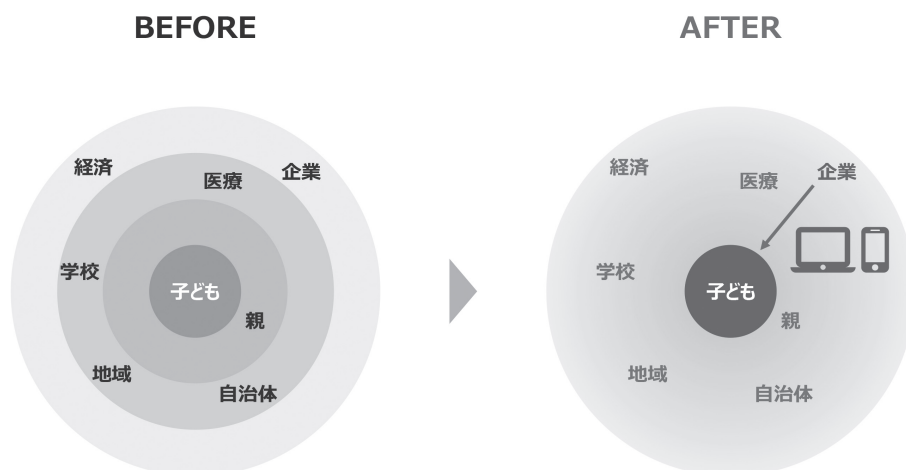 BEFORE
経済
企業
医療
学校
子ども
親
地域
自治体
AFTER
経済
医療
企業
学校
子ども
親
地域
自治体